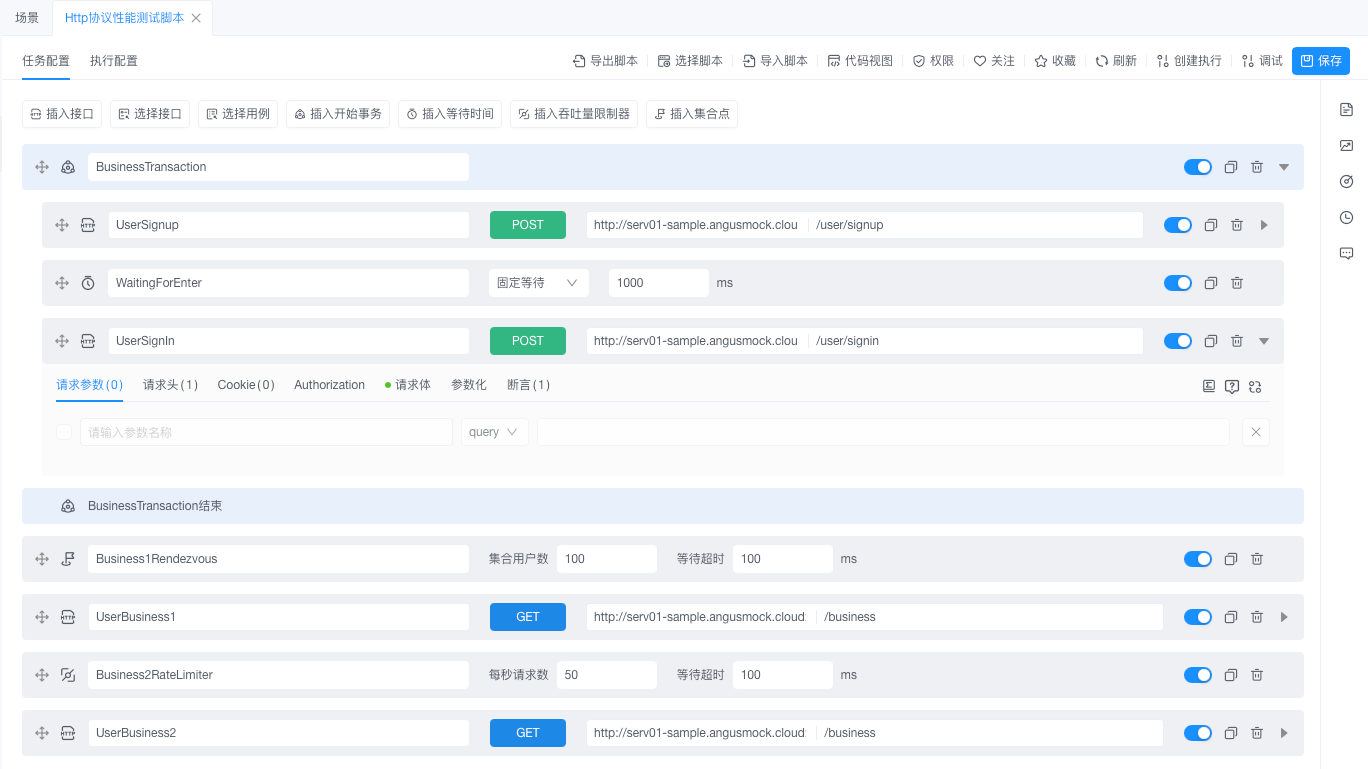 场景 Http协议性能测试脚本
任务配置 执行配置 导出脚本 选择脚本 导入脚本 代码视图 权限 关注 收藏 刷新 创建执行 调试 保存
插入接口 选择接口 选择用例 插入开始事务 插入等待时间 插入吞吐量限制器 插入集合点
BusinessTransaction
HTTP UserSignup POST http://serv01-sample.angusmock.clou /user/signup
WaitingForEnter 固定等待 1000 ms
HTTP UserSignIn POST http://serv01-sample.angusmock.clou /user/signin
请求参数(0) 请求头(1) Cookie(0) Authorization 请求体 参数化 断言(1)
请输入参数名称 query
BusinessTransaction结束
Business1Rendezvous 集合用户数 100 等待超时 100 ms
HTTP UserBusiness1 GET http://serv01-sample.angusmock.cloud: /business
Business2RateLimiter 每秒请求数 50 等待超时 100 ms
HTTP UserBusiness2 GET http://serv01-sample.angusmock.cloud: /business